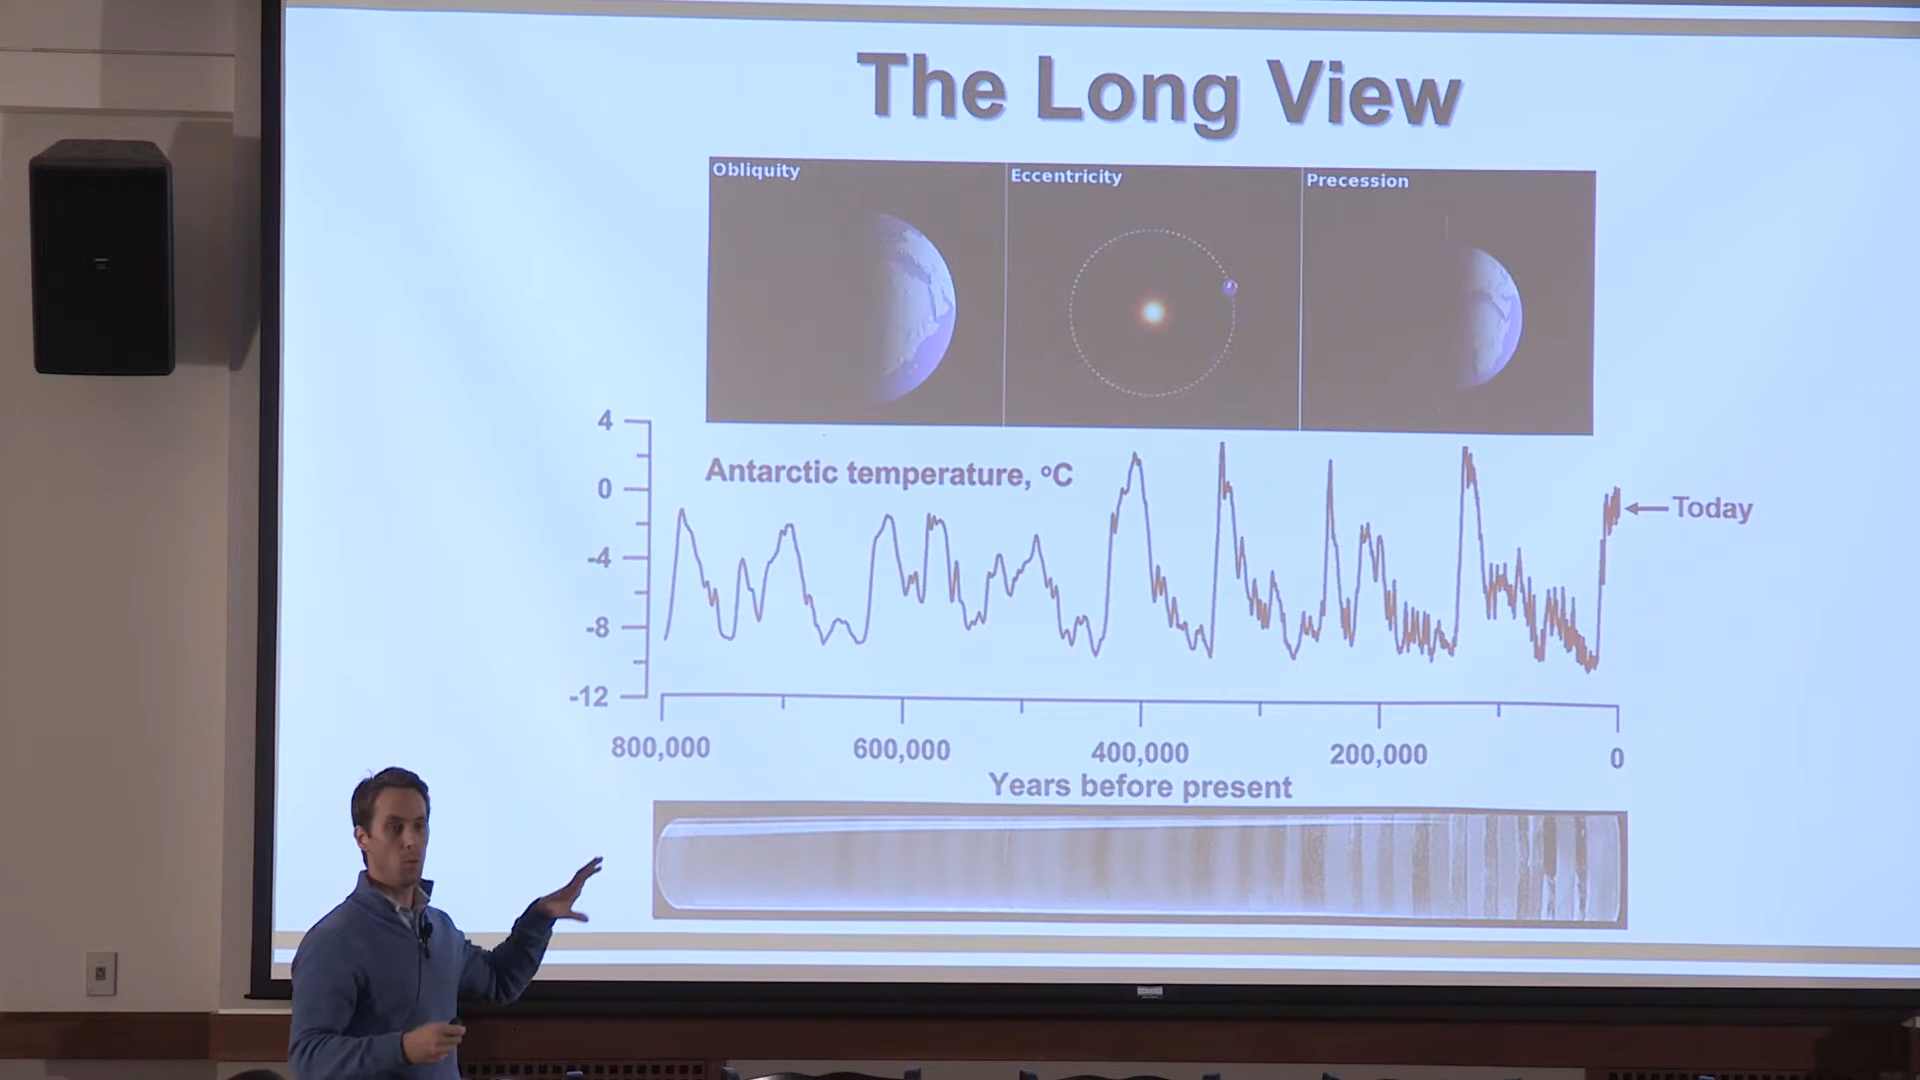 The Long View
Obliquity
Eccentricity
Precession
4
0
-4
-8
-12
Antarctic temperature, ºC
Today
800,000
600,000
400,000
200,000
0
Years before present